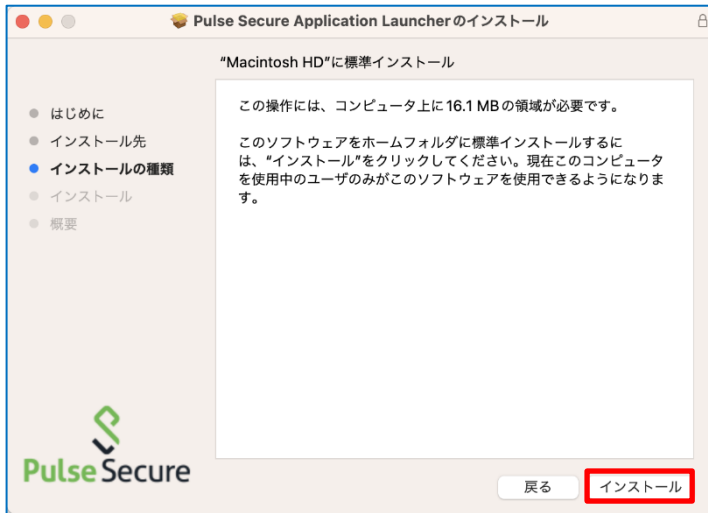 Pulse Secure Application Launcherのインストール
"Macintosh HD"に標準インストール
はじめに
インストール先
インストールの種類
インストール
概要
この操作には、コンピュータ上に16.1 MBの領域が必要です。
このソフトウェアをホームフォルダに標準インストールするに
は、"インストール"をクリックしてください。現在このコンピュータ
を使用中のユーザのみがこのソフトウェアを使用できるようになりま
す。
Pulse Secure
戻る
インストール